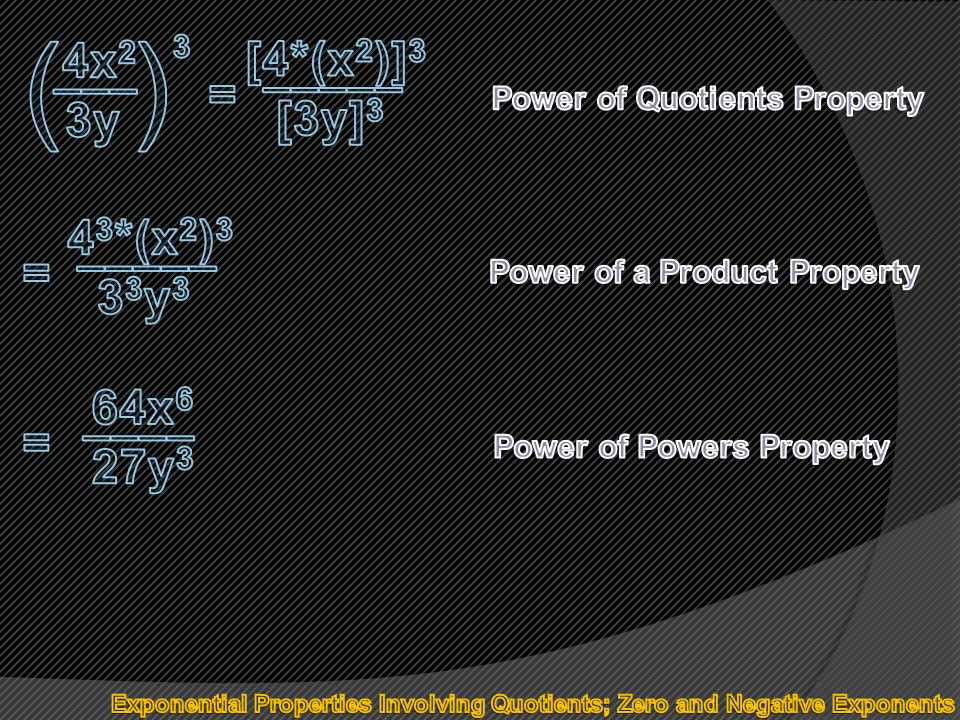 (4x²/3y)³ = [4*(x²)]³/[3y]³ Power of Quotients Property
= 4³*(x²)³/3³y³ Power of a Product Property
= 64x⁶/27y³ Power of Powers Property
Exponential Properties Involving Quotients; Zero and Negative Exponents